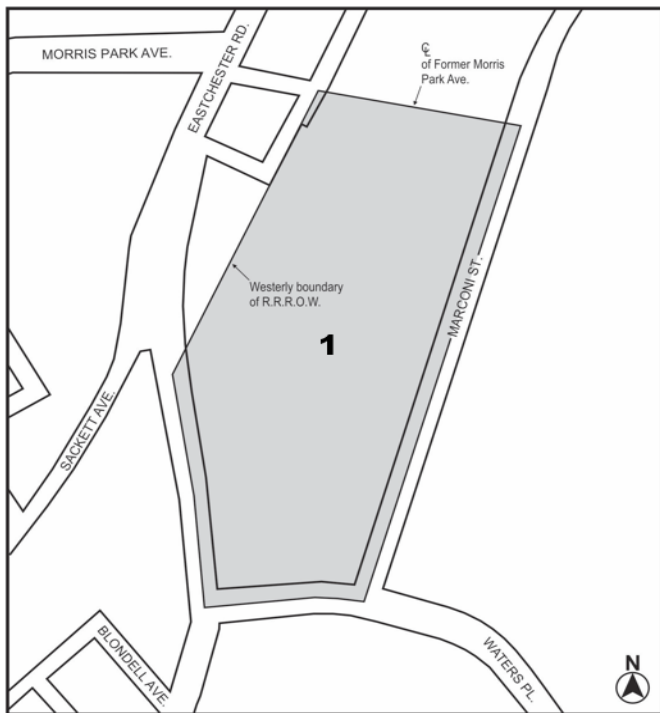 MORRIS PARK AVE.
EASTCHESTER RD.
℄
of Former Morris
Park Ave.
Westerly boundary
of R.R.R.O.W.
MARCONI ST.
1
SACKETT AVE.
BLONDELL AVE.
WATERS PL.
N